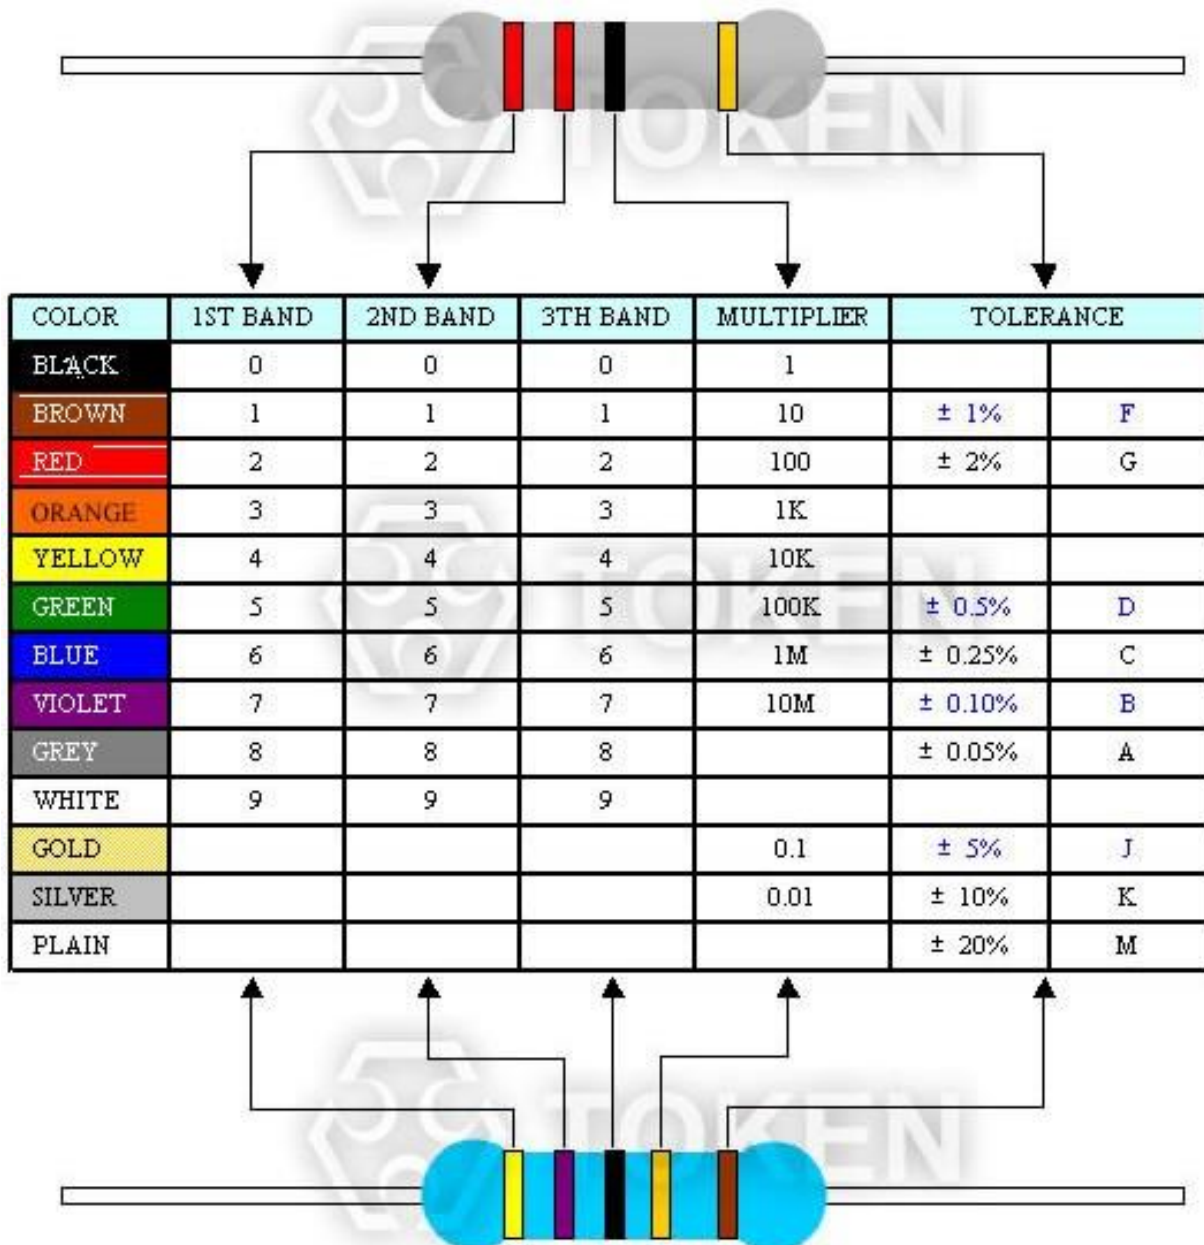 TOKEN
COLOR 1ST BAND 2ND BAND 3TH BAND MULTIPLIER TOLERANCE
BLACK 0 0 0 1
BROWN 1 1 1 10 ± 1% F
RED 2 2 2 100 ± 2% G
ORANGE 3 3 3 1K
YELLOW 4 4 4 10K
TOKEN
GREEN 5 5 5 100K ± 0.5% D
BLUE 6 6 6 1M ± 0.25% C
VIOLET 7 7 7 10M ± 0.10% B
GREY 8 8 8 ± 0.05% A
WHITE 9 9 9
GOLD 0.1 ± 5% J
SILVER 0.01 ± 10% K
PLAIN ± 20% M
TOKEN